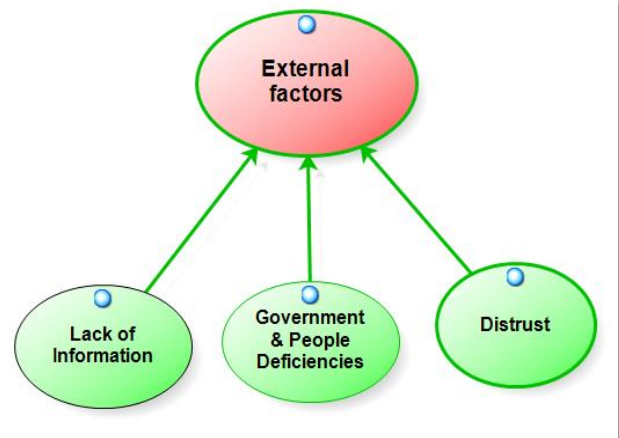 External
factors
Lack of
Information
Government
& People
Deficiencies
Distrust